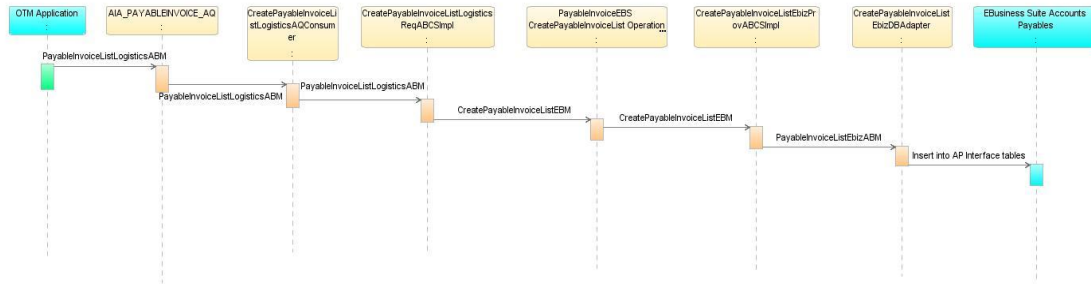 OTM Application
:
AIA_PAYABLEINVOICE_AQ
:
CreatePayableInvoiceLi
stLogisticsAQConsum
er
:
CreatePayableInvoiceListLogistics
ReqABCSImpl
:
PayableInvoiceEBS
CreatePayableInvoiceList Operation
...
:
CreatePayableInvoiceListEbizPr
ovABCSImpl
:
CreatePayableInvoiceList
EbizDBAdapter
:
EBusiness Suite Accounts
Payables
:
PayableInvoiceListLogisticsABM
PayableInvoiceListLogisticsABM
PayableInvoiceListLogisticsABM
CreatePayableInvoiceListEBM
CreatePayableInvoiceListEBM
PayableInvoiceListEbizABM
Insert into AP Interface tables